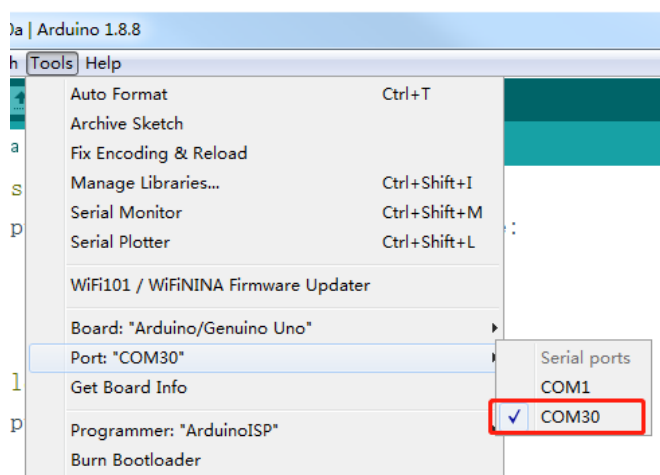 a | Arduino 1.8.8
h Tools Help
Auto Format Ctrl+T
Archive Sketch
a
Fix Encoding & Reload
s
Manage Libraries... Ctrl+Shift+I
p
Serial Monitor Ctrl+Shift+M
:
Serial Plotter Ctrl+Shift+L
WiFi101 / WiFiNINA Firmware Updater
Board: "Arduino/Genuino Uno"
Port: "COM30"
Serial ports
l
Get Board Info
COM1
✓ COM30
p
Programmer: "ArduinoISP"
Burn Bootloader